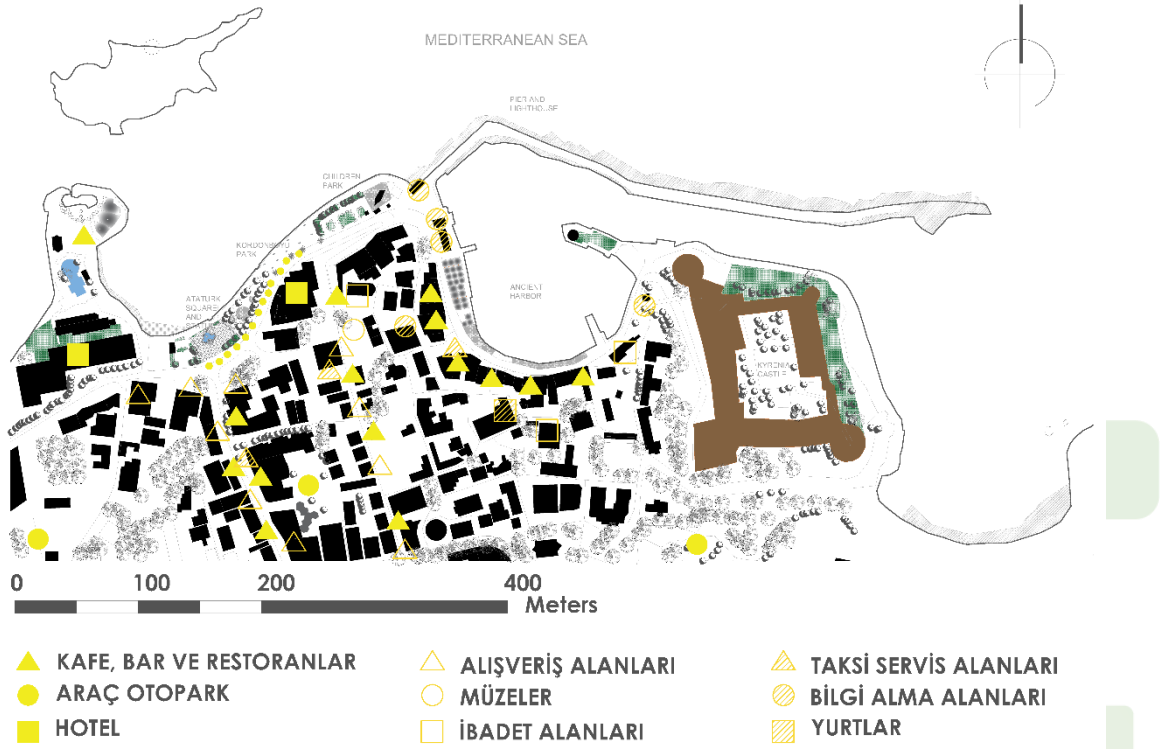 MEDITERRANEAN SEA
PIER AND
LIGHTHOUSE
CHILDREN
PARK
KORDONBOYU
PARK
ATATURK
SQUARE
AND
ANCIENT
HARBOR
KYRENIA
CASTLE
0 100 200 400
Meters
KAFE, BAR VE RESTORANLAR
ARAÇ OTOPARK
HOTEL
ALIŞVERİŞ ALANLARI
MÜZELER
İBADET ALANLARI
TAKSİ SERVİS ALANLARI
BİLGİ ALMA ALANLARI
YURTLAR